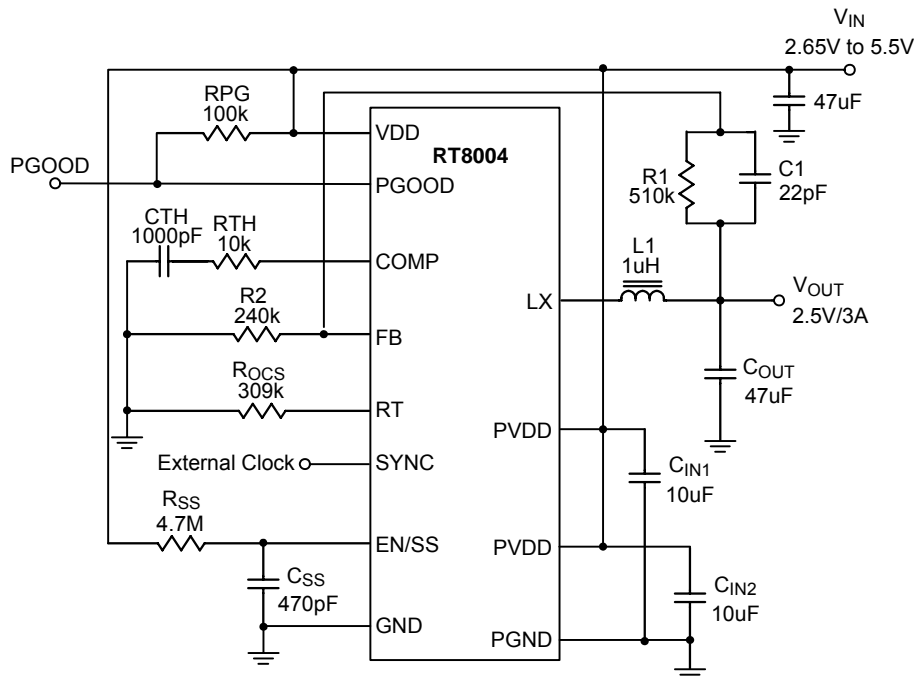 VIN
2.65V to 5.5V
RPG
100k
47uF
VDD
RT8004
PGOOD
PGOOD
R1
510k
C1
22pF
CTH
1000pF
RTH
10k
COMP
L1
1uH
R2
240k
LX
VOUT
2.5V/3A
FB
ROCS
309k
COUT
47uF
RT
PVDD
External Clock
SYNC
CIN1
10uF
RSS
4.7M
EN/SS
PVDD
CSS
470pF
CIN2
10uF
GND
PGND